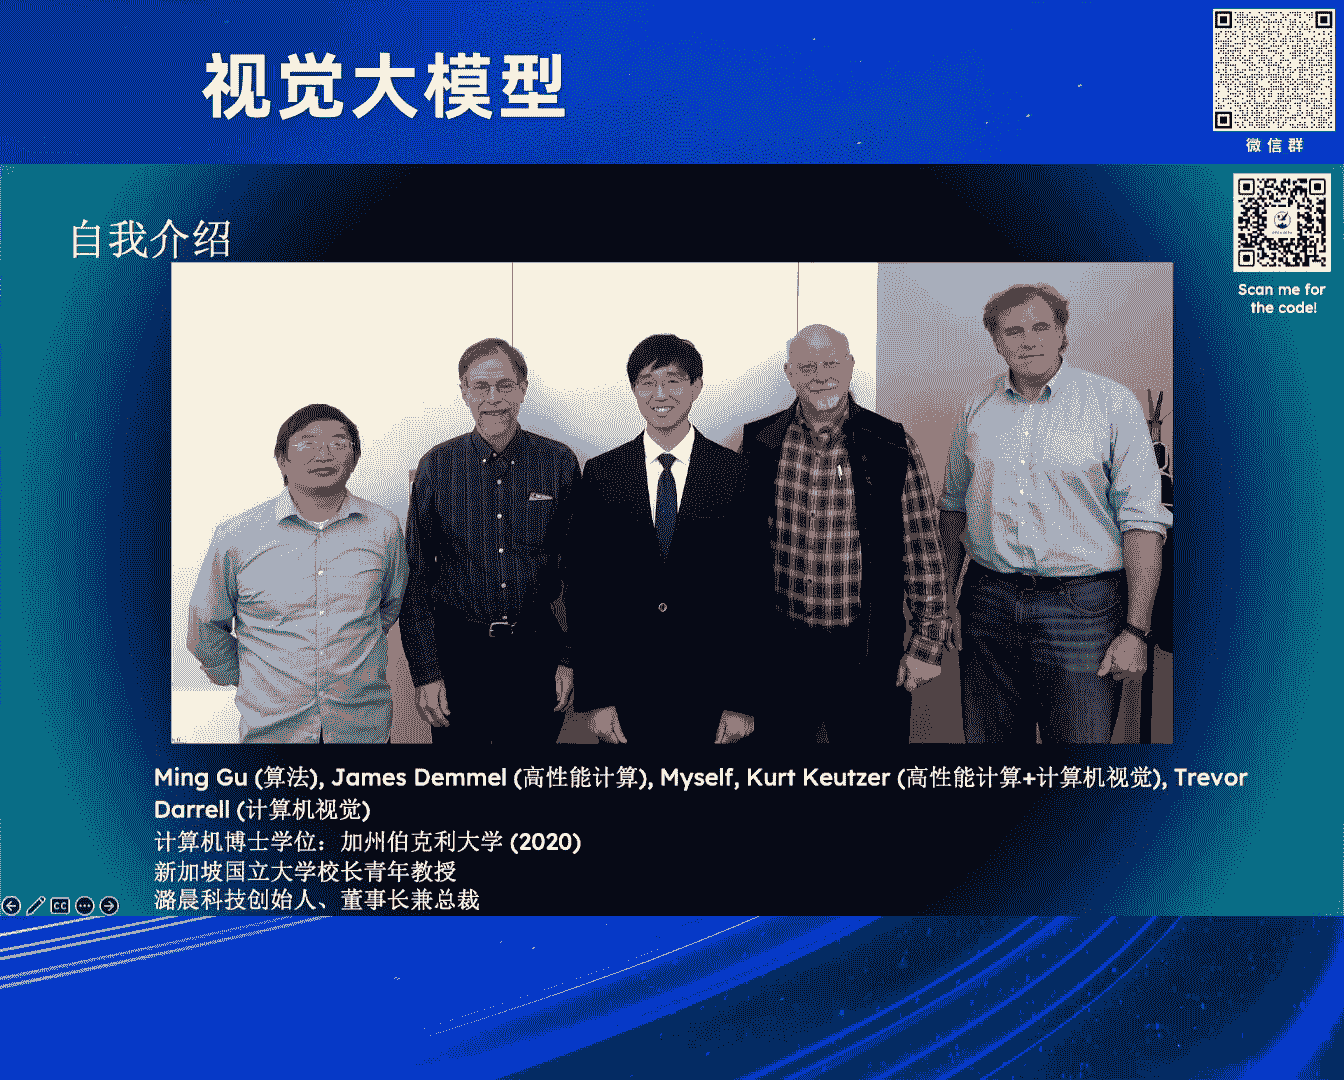 视觉大模型
微信群
自我介绍
Scan me for
the code!
Ming Gu (算法), James Demmel (高性能计算), Myself, Kurt Keutzer (高性能计算+计算机视觉), Trevor
Darrell (计算机视觉)
计算机博士学位：加州伯克利大学 (2020)
新加坡国立大学校长青年教授
潞晨科技创始人、董事长兼总裁
CC